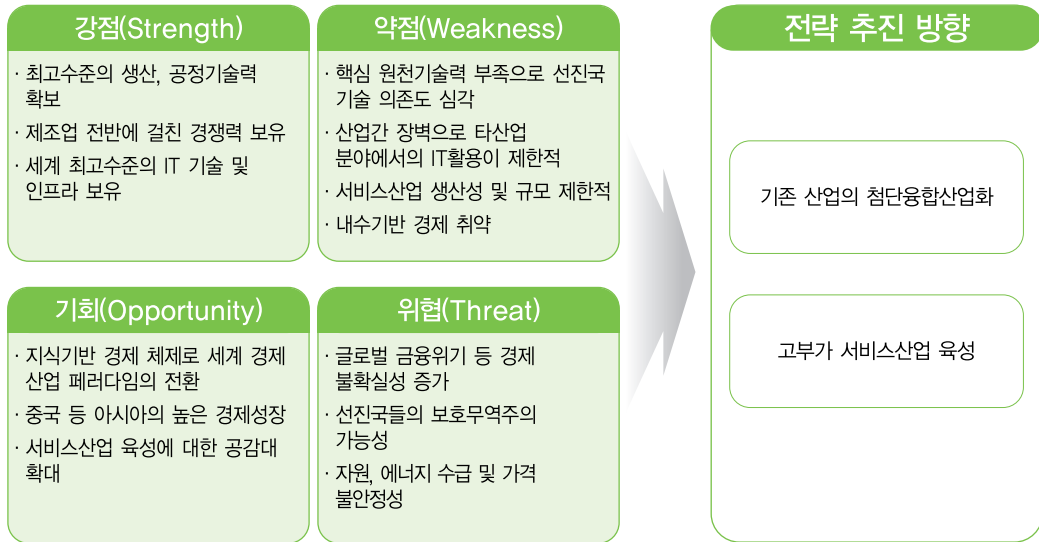 강점(Strength)
· 최고수준의 생산, 공정기술력
확보
· 제조업 전반에 걸친 경쟁력 보유
· 세계 최고수준의 IT 기술 및
인프라 보유
약점(Weakness)
· 핵심 원천기술력 부족으로 선진국
기술 의존도 심각
· 산업간 장벽으로 타산업
분야에서의 IT활용이 제한적
· 서비스산업 생산성 및 규모 제한적
· 내수기반 경제 취약
기회(Opportunity)
· 지식기반 경제 체제로 세계 경제
산업 페러다임의 전환
· 중국 등 아시아의 높은 경제성장
· 서비스산업 육성에 대한 공감대
확대
위협(Threat)
· 글로벌 금융위기 등 경제
불확실성 증가
· 선진국들의 보호무역주의
가능성
· 자원, 에너지 수급 및 가격
불안정성
전략 추진 방향
기존 산업의 첨단융합산업화
고부가 서비스산업 육성